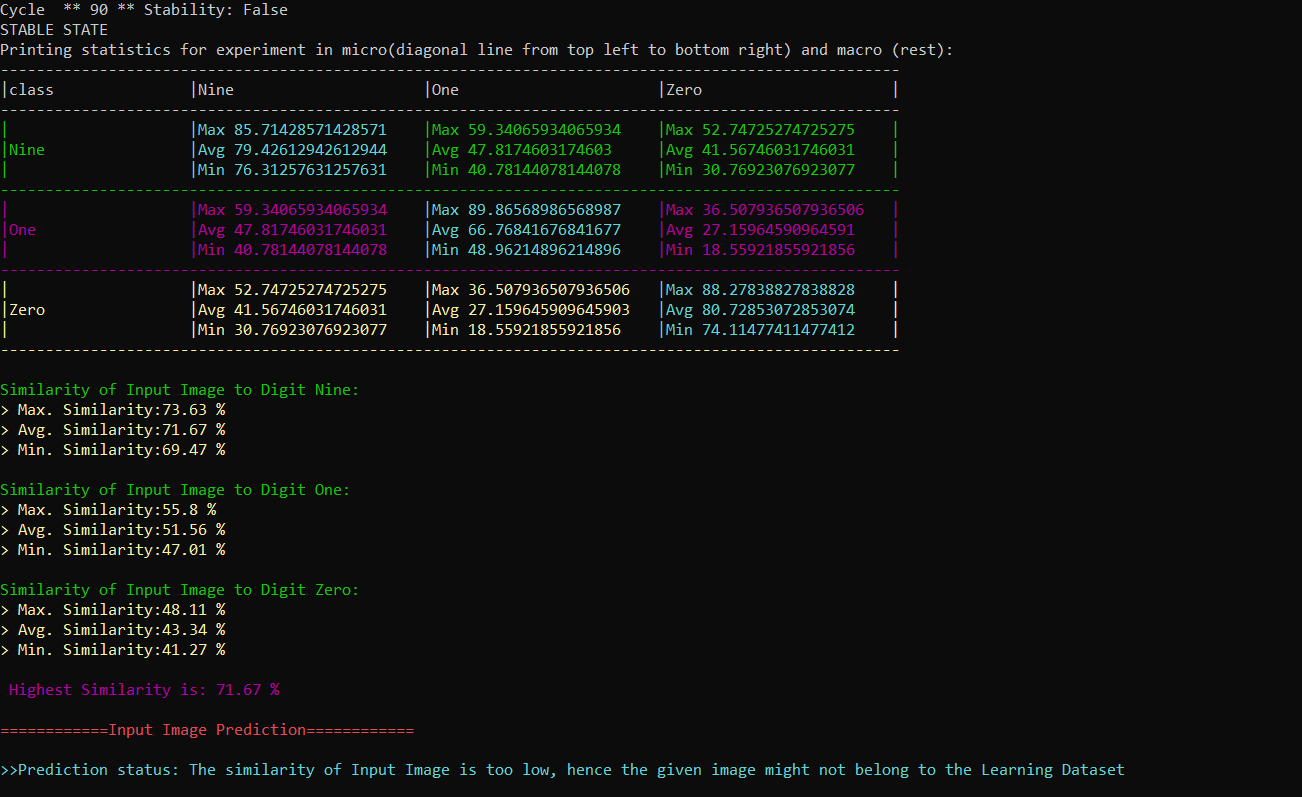 Cycle  ** 90 ** Stability: False
STABLE STATE
Printing statistics for experiment in micro(diagonal line from top left to bottom right) and macro (rest):
----------------------------------------------------------------------------------------------------
|class               |Nine                     |One                      |Zero                     |
----------------------------------------------------------------------------------------------------
|                    |Max 85.71428571428571    |Max 59.34065934065934    |Max 52.74725274725275    |
|Nine                |Avg 79.42612942612944    |Avg 47.8174603174603     |Avg 41.56746031746031    |
|                    |Min 76.31257631257631    |Min 40.78144078144078    |Min 30.76923076923077    |
----------------------------------------------------------------------------------------------------
|                    |Max 59.34065934065934    |Max 89.86568986568987    |Max 36.507936507936506   |
|One                 |Avg 47.81746031746031    |Avg 66.76841676841677    |Avg 27.15964590964591    |
|                    |Min 40.78144078144078    |Min 48.96214896214896    |Min 18.55921855921856    |
----------------------------------------------------------------------------------------------------
|                    |Max 52.74725274725275    |Max 36.507936507936506   |Max 88.27838827838828    |
|Zero                |Avg 41.56746031746031    |Avg 27.159645909645903   |Avg 80.72853072853074    |
|                    |Min 30.76923076923077    |Min 18.55921855921856    |Min 74.11477411477412    |
----------------------------------------------------------------------------------------------------
Similarity of Input Image to Digit Nine:
> Max. Similarity:73.63 %
> Avg. Similarity:71.67 %
> Min. Similarity:69.47 %
Similarity of Input Image to Digit One:
> Max. Similarity:55.8 %
> Avg. Similarity:51.56 %
> Min. Similarity:47.01 %
Similarity of Input Image to Digit Zero:
> Max. Similarity:48.11 %
> Avg. Similarity:43.34 %
> Min. Similarity:41.27 %
 Highest Similarity is: 71.67 %
============Input Image Prediction============
>>Prediction status: The similarity of Input Image is too low, hence the given image might not belong to the Learning Dataset